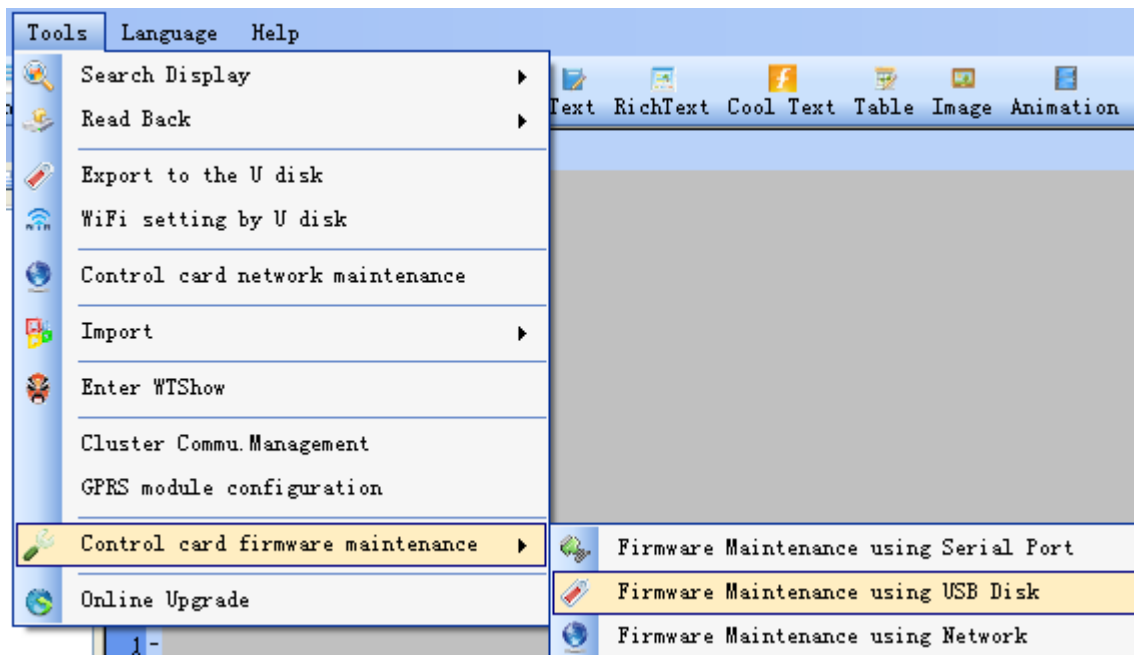 Tools Language Help
Text RichText Cool Text Table Image Animation
Search Display
Read Back
Export to the U disk
WiFi setting by U disk
Control card network maintenance
Import
Enter WTShow
Cluster Commu.Management
GPRS module configuration
Control card firmware maintenance
Firmware Maintenance using Serial Port
Firmware Maintenance using USB Disk
Firmware Maintenance using Network
Online Upgrade
1